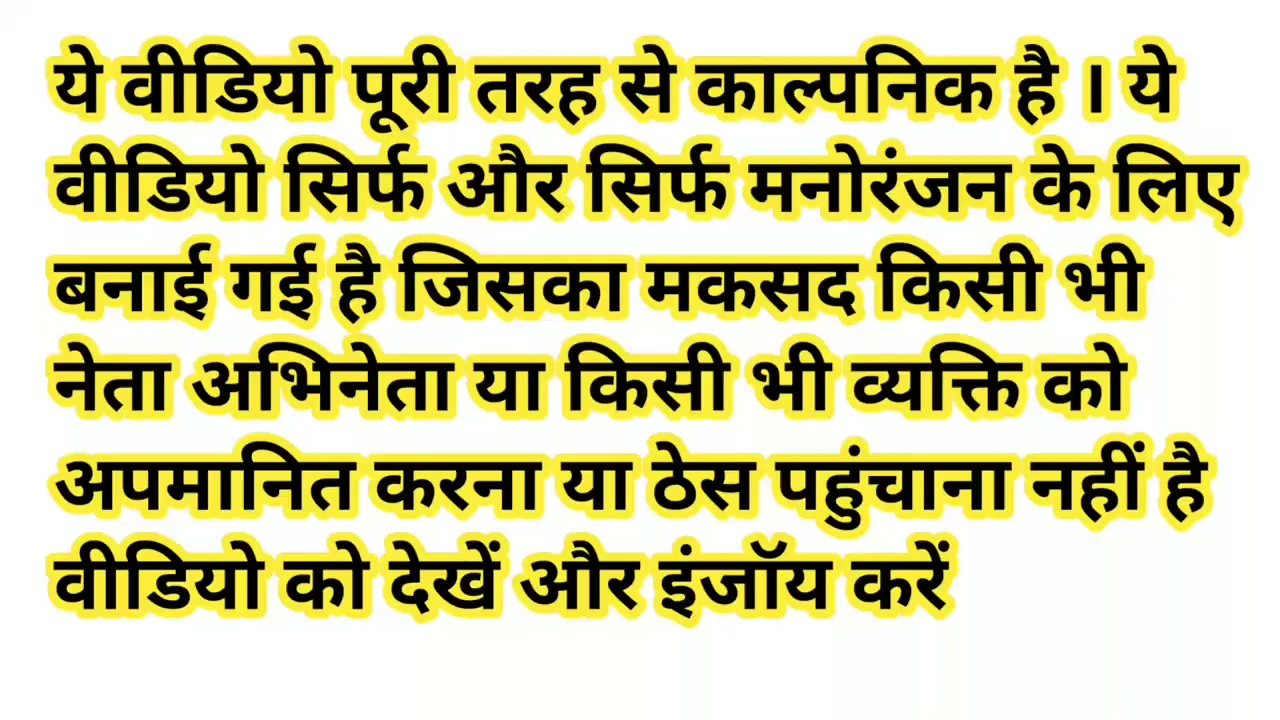 ये वीडियो पूरी तरह से काल्पनिक है । ये
वीडियो सिर्फ और सिर्फ मनोरंजन के लिए
बनाई गई है जिसका मकसद किसी भी
नेता अभिनेता या किसी भी व्यक्ति को
अपमानित करना या ठेस पहुंचाना नहीं है
वीडियो को देखें और इंजॉय करें